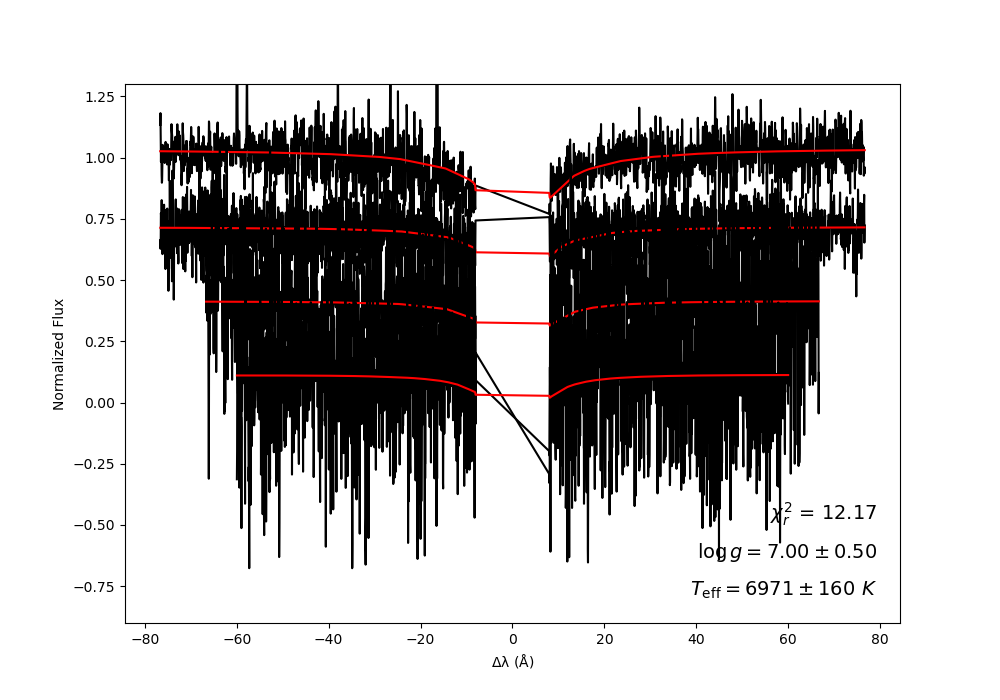 1.25
1.00
0.75
0.50
0.25
0.00
−0.25
−0.50
−0.75
Normalized Flux
χ²ᵣ = 12.17
log g = 7.00 ± 0.50
T_eff = 6971 ± 160 K
−80 −60 −40 −20 0 20 40 60 80
Δλ (Å)